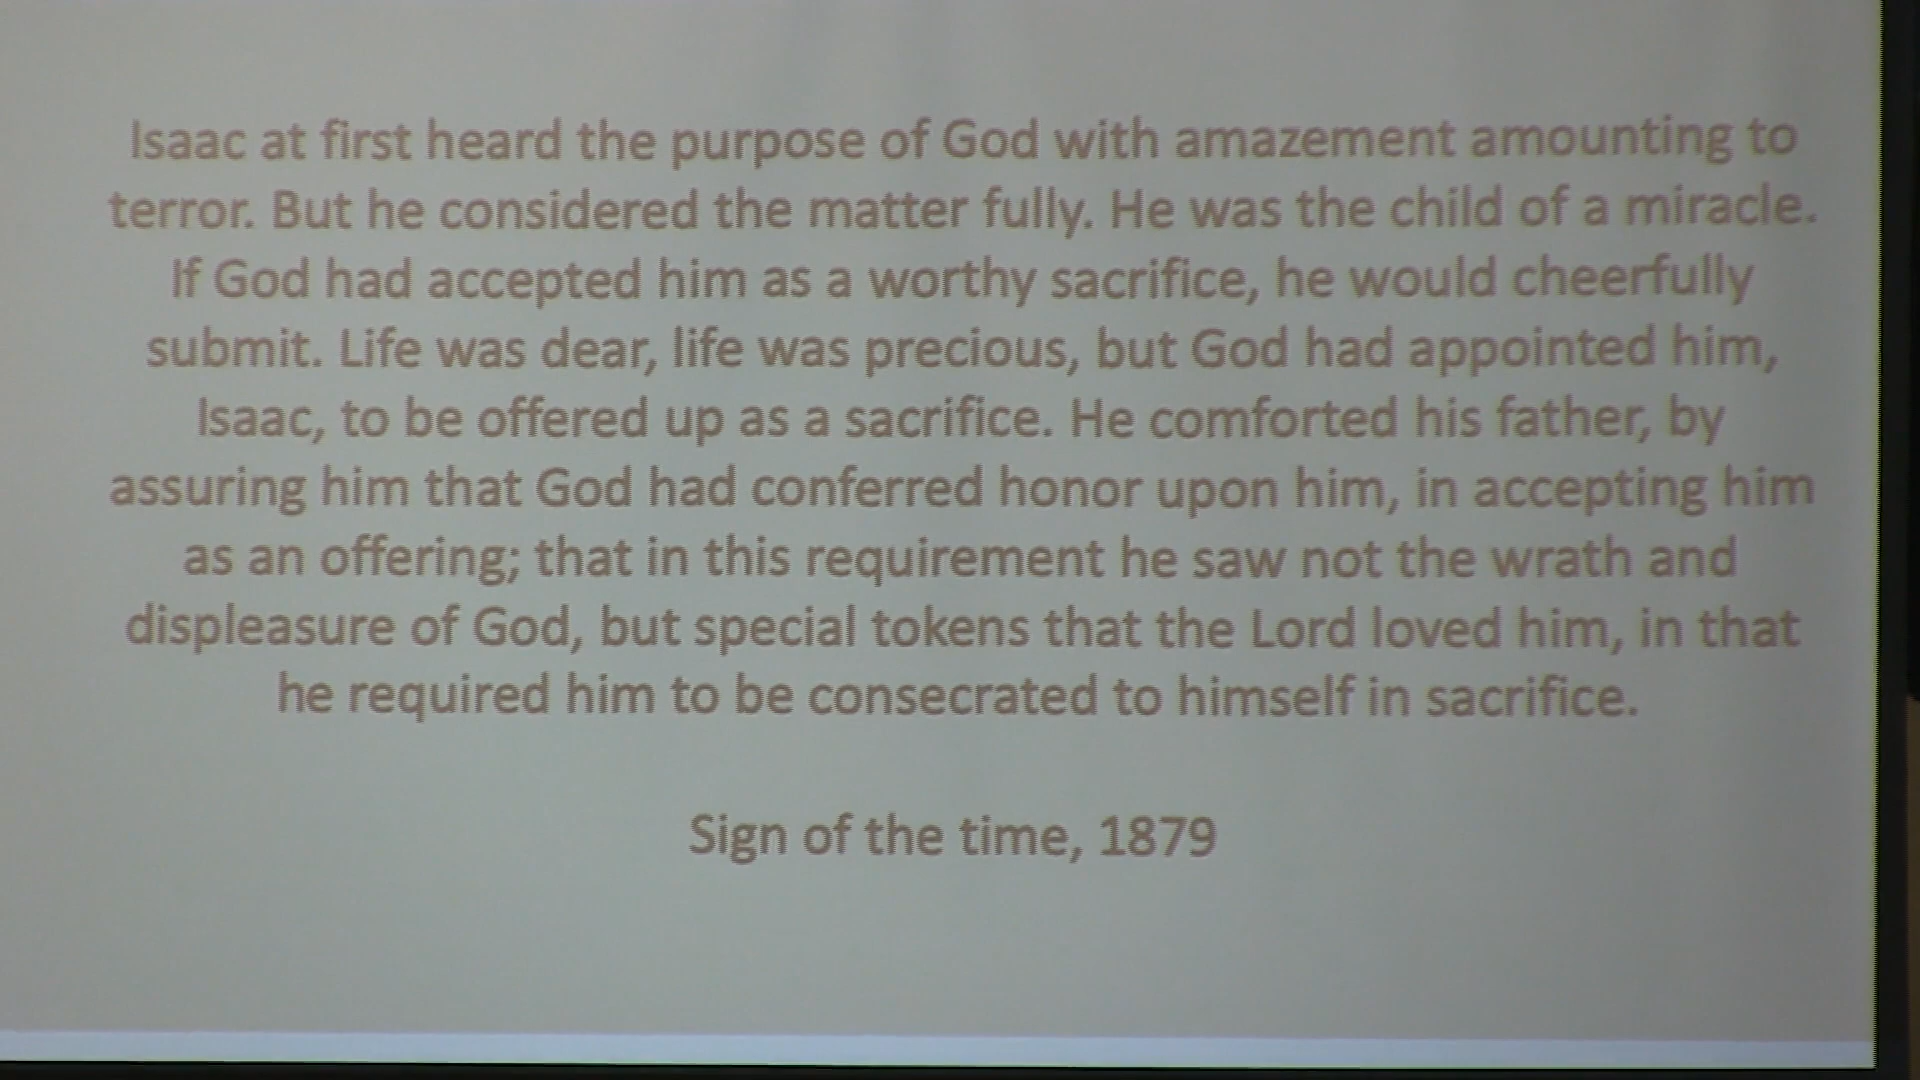 Isaac at first heard the purpose of God with amazement amounting to
terror. But he considered the matter fully. He was the child of a miracle.
If God had accepted him as a worthy sacrifice, he would cheerfully
submit. Life was dear, life was precious, but God had appointed him,
Isaac, to be offered up as a sacrifice. He comforted his father, by
assuring him that God had conferred honor upon him, in accepting him
as an offering; that in this requirement he saw not the wrath and
displeasure of God, but special tokens that the Lord loved him, in that
he required him to be consecrated to himself in sacrifice.
Sign of the time, 1879